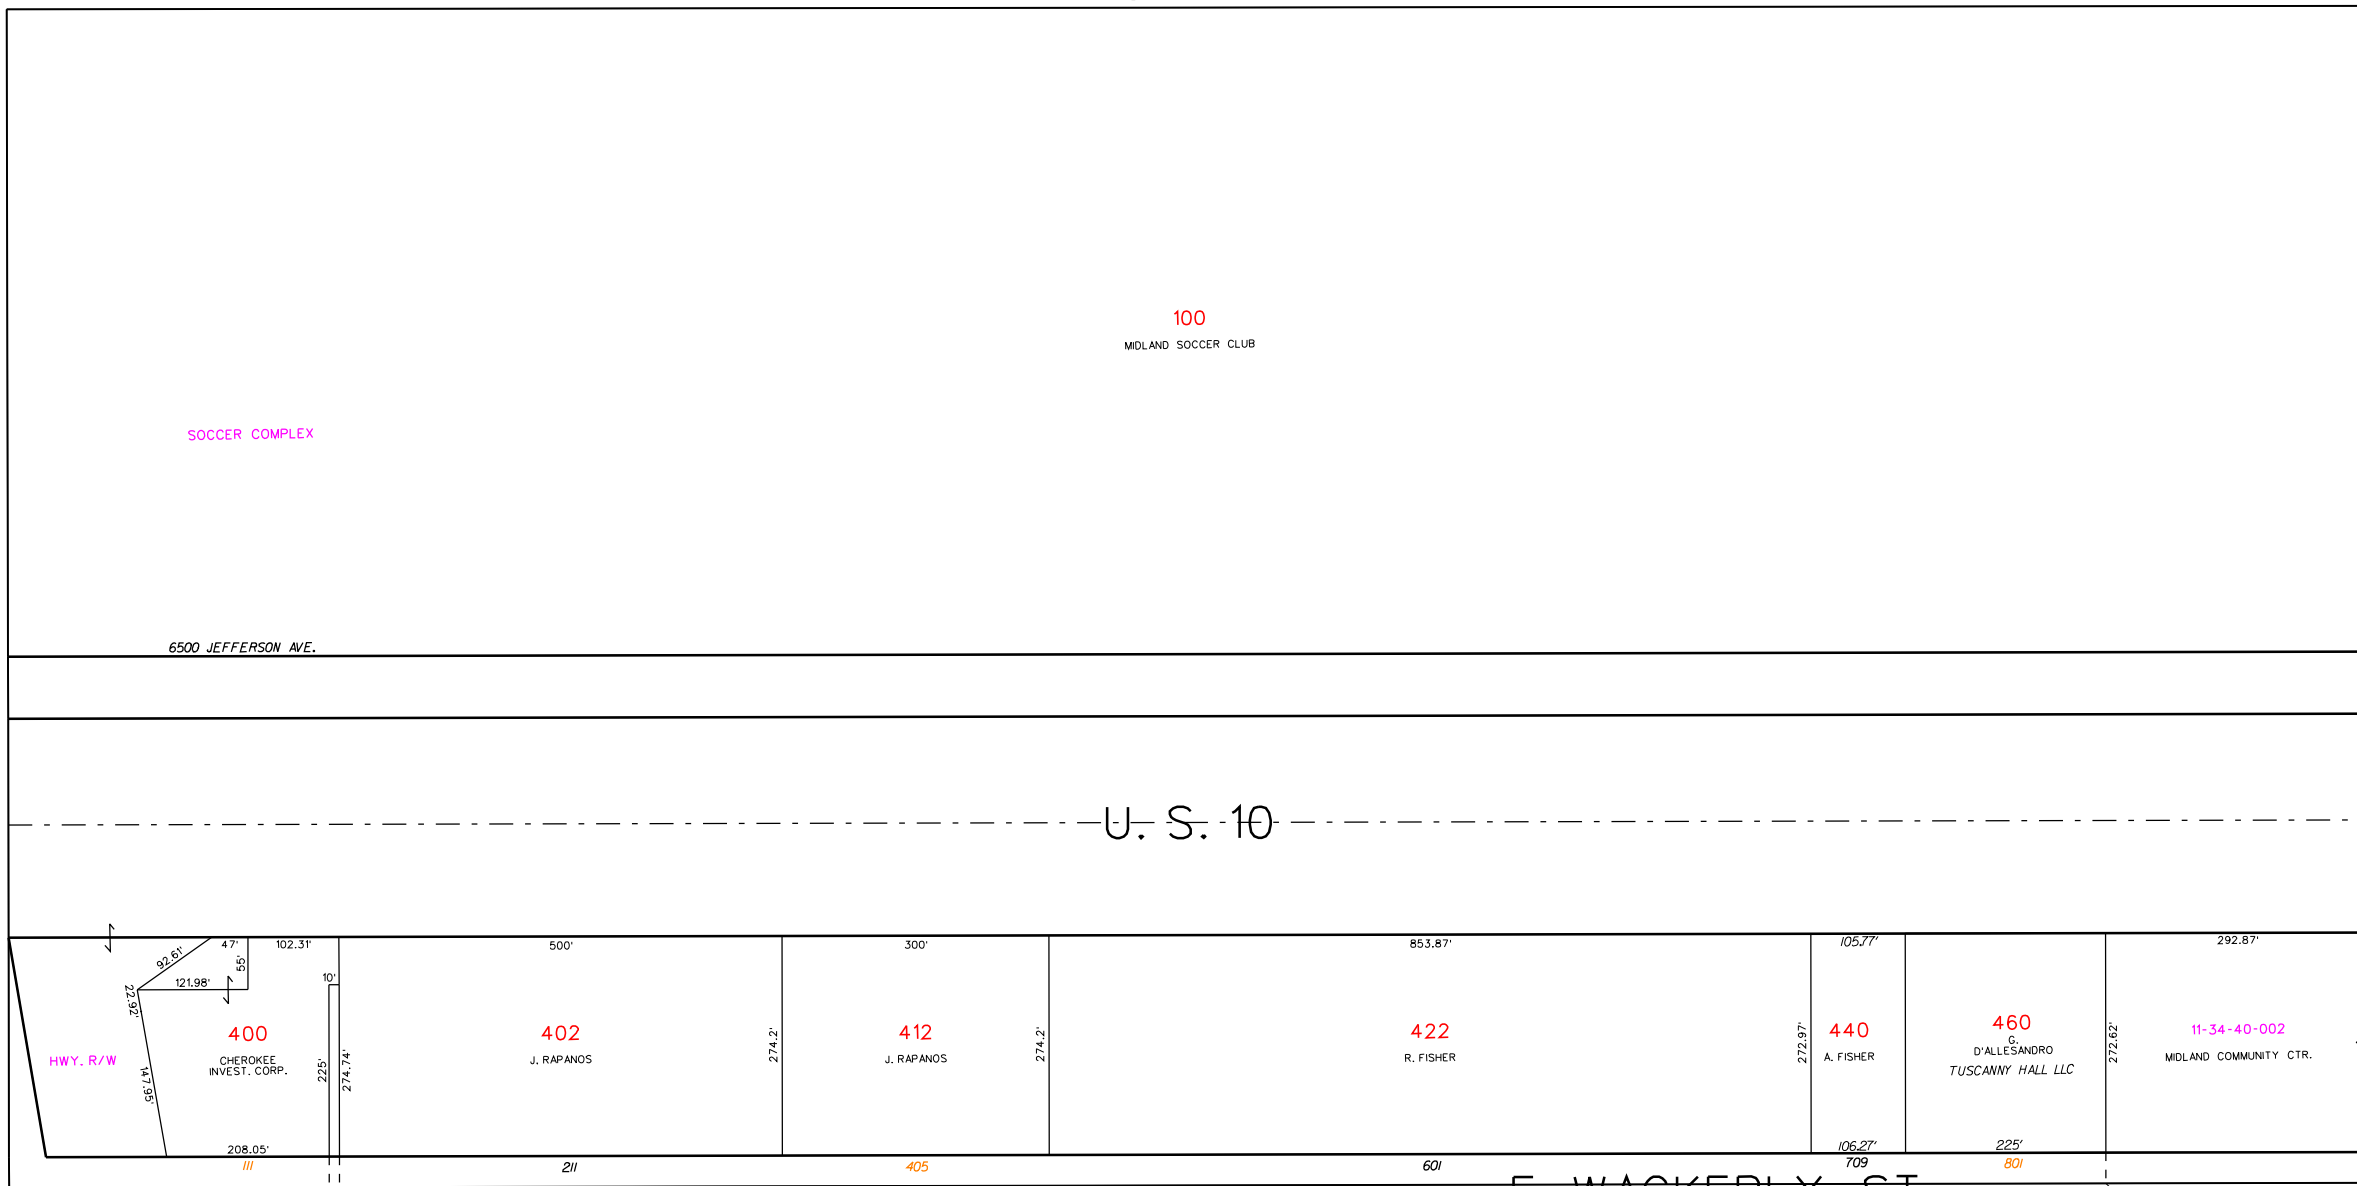 100
MIDLAND SOCCER CLUB
SOCCER COMPLEX
6500 JEFFERSON AVE.
U. S. 10
47'
102.31'
500'
300'
853.87'
105.77'
292.87'
92.61'
55'
121.98'
10'
22.92'
HWY. R/W
147.95'
400
CHEROKEE
INVEST. CORP.
225'
274.74'
208.05'
402
J. RAPANOS
274.2'
412
J. RAPANOS
274.2'
422
R. FISHER
272.97'
440
A. FISHER
106.27'
460
G.
D'ALLESANDRO
TUSCANNY HALL LLC
225'
272.62'
11-34-40-002
MIDLAND COMMUNITY CTR.
111
211
405
601
709
801
E. WACKERLY ST.